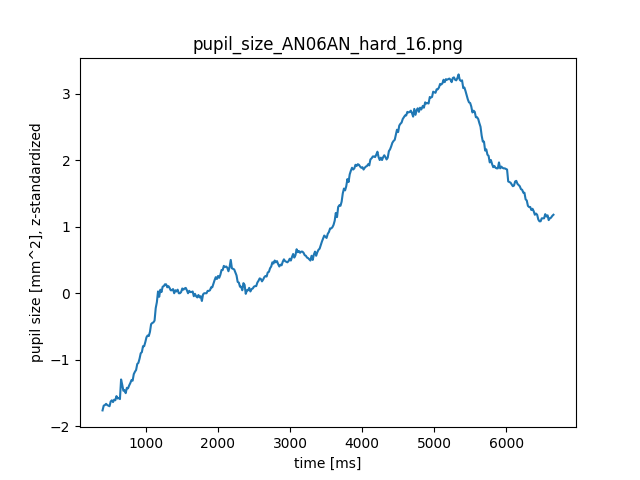 pupil_size_AN06AN_hard_16.png
3
2
1
0
−1
−2
pupil size [mm^2], z-standardized
1000 2000 3000 4000 5000 6000
time [ms]